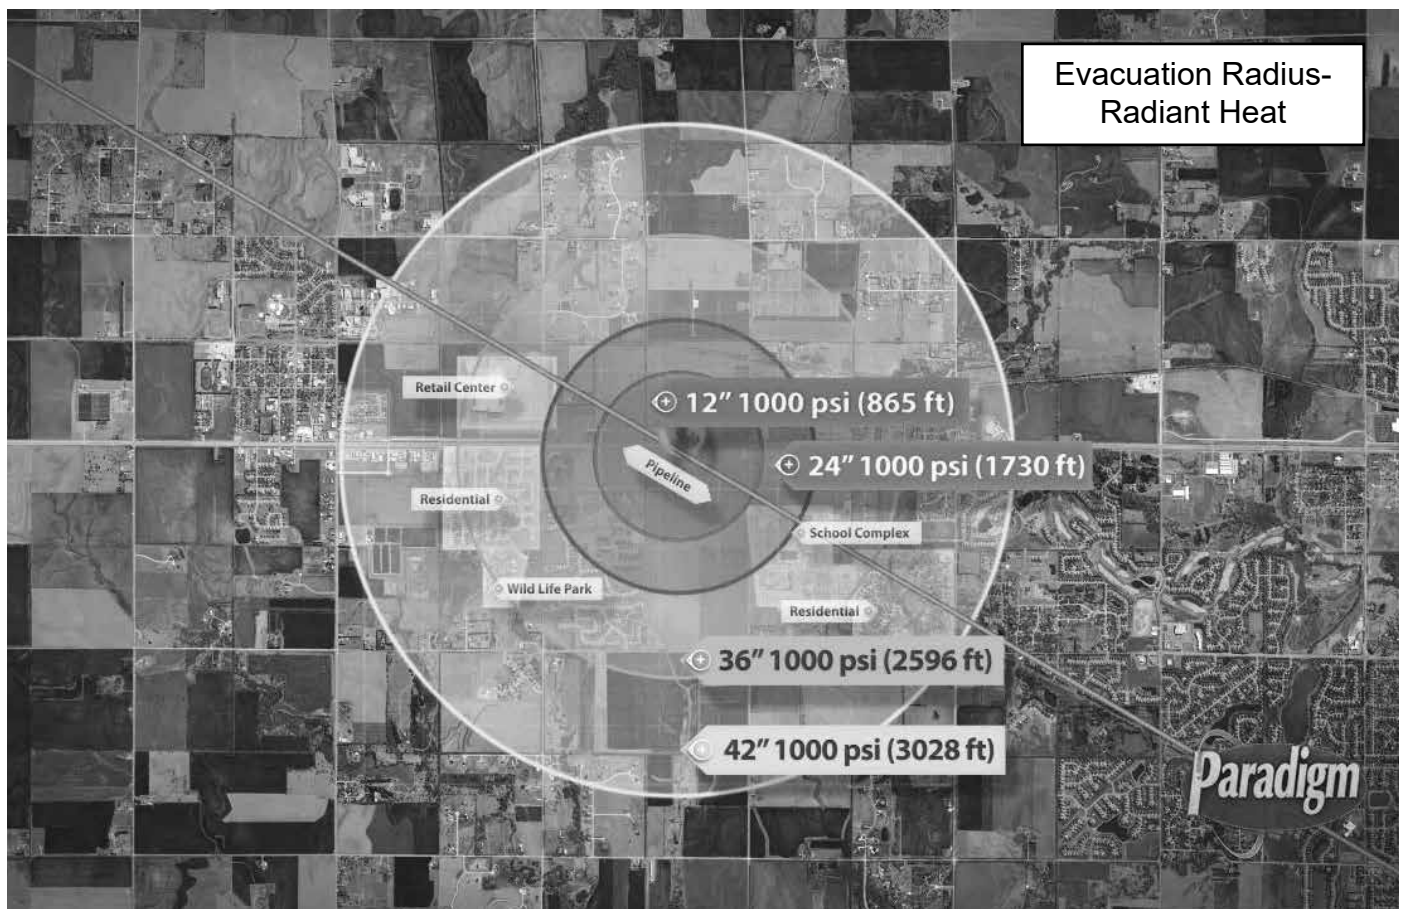 Evacuation Radius-
Radiant Heat
Retail Center
12” 1000 psi (865 ft)
Pipeline
24” 1000 psi (1730 ft)
Residential
School Complex
Wild Life Park
Residential
36” 1000 psi (2596 ft)
42” 1000 psi (3028 ft)
Paradigm